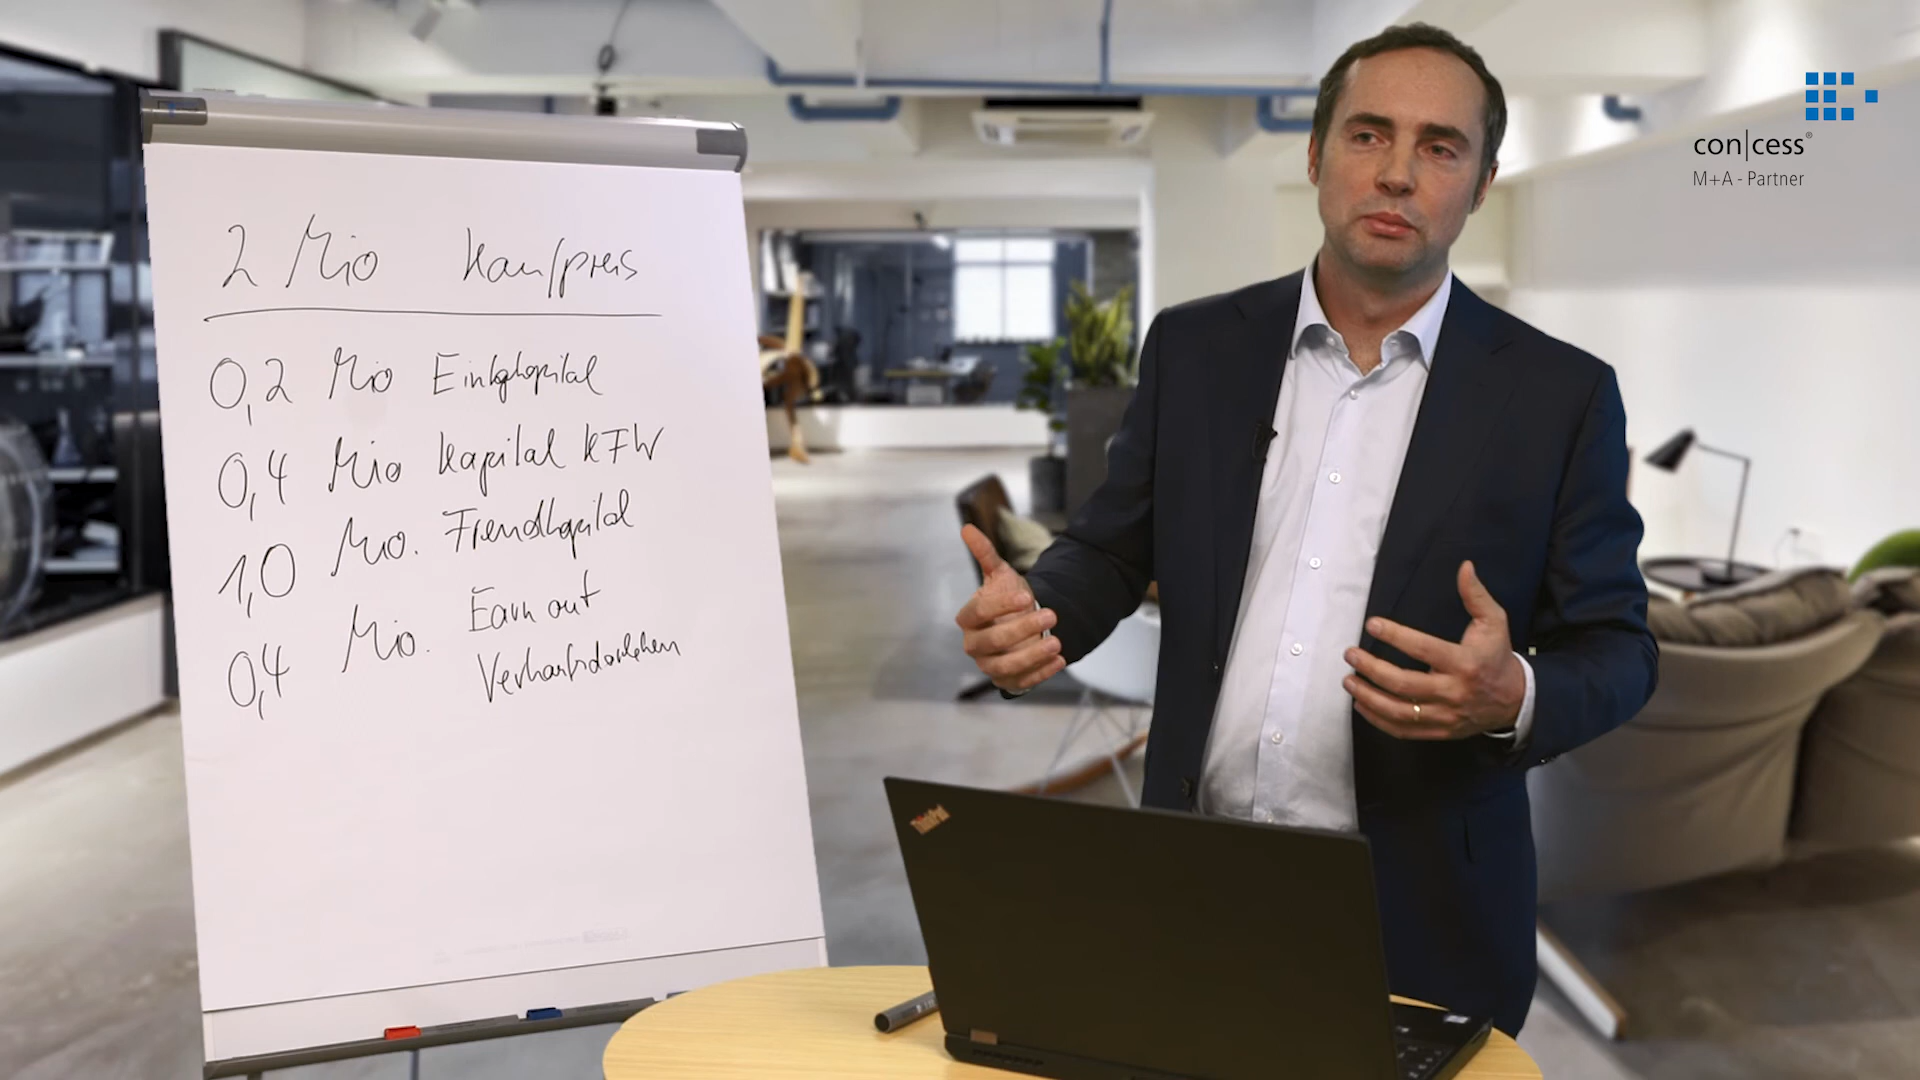 2 Mio Kaufpreis
0,2 Mio Eigenkapital
0,4 Mio Kapital KFW
1,0 Mio. Fremdkapital
0,4 Mio. Earn out
Verkäuferdarlehen
con|cess®
M+A - Partner
ThinkPad